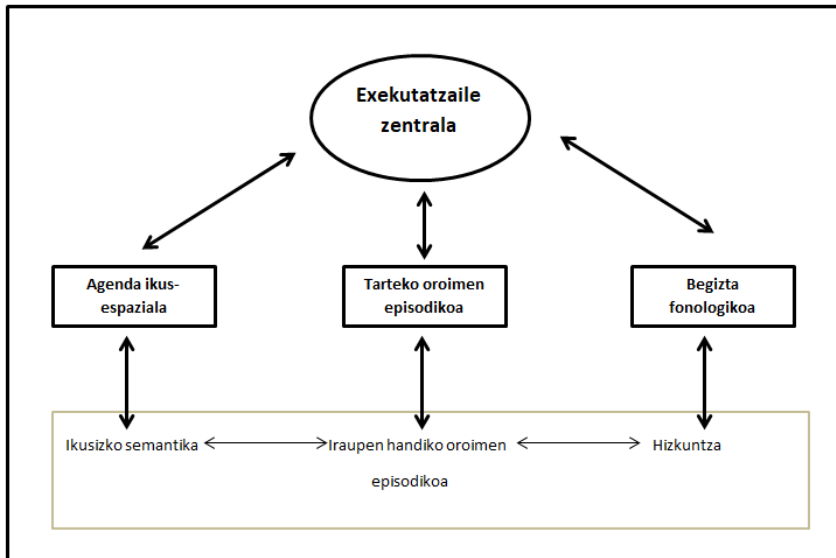 Exekutatzaile
zentrala
Agenda ikus-
espaziala
Tarteko oroimen
episodikoa
Begizta
fonologikoa
Ikusizko semantika
Iraupen handiko oroimen
episodikoa
Hizkuntza